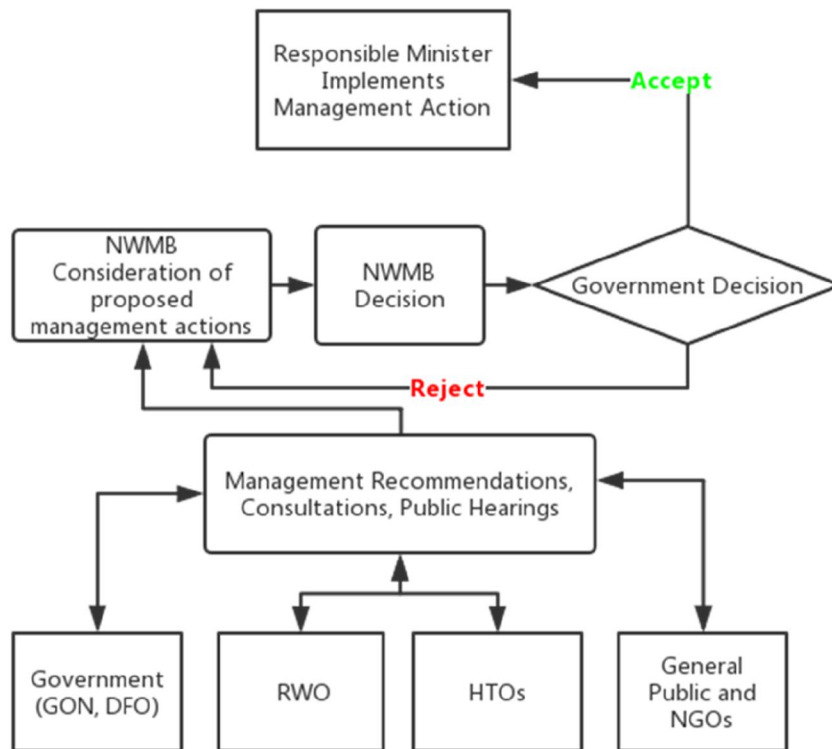 Responsible Minister
Implements
Management Action
Accept
NWMB
Consideration of
proposed
management actions
NWMB
Decision
Government Decision
Reject
Management Recommendations,
Consultations, Public Hearings
Government
(GON, DFO)
RWO
HTOs
General
Public and
NGOs